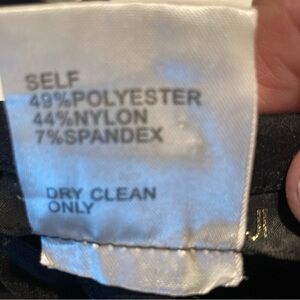 SELF
49%POLYESTER
44%NYLON
7%SPANDEX
DRY CLEAN
ONLY